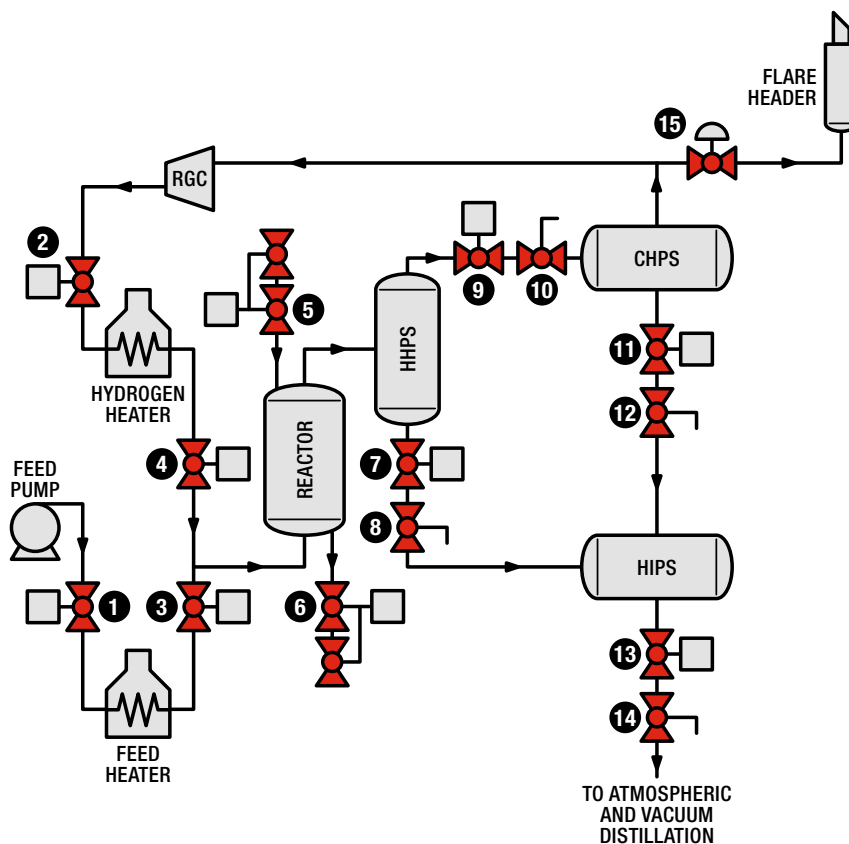 FLARE
HEADER
15
RGC
2
5
9
10
CHPS
HHPS
11
HYDROGEN
HEATER
12
REACTOR
4
7
FEED
PUMP
8
HIPS
1
3
6
13
14
FEED
HEATER
TO ATMOSPHERIC
AND VACUUM
DISTILLATION